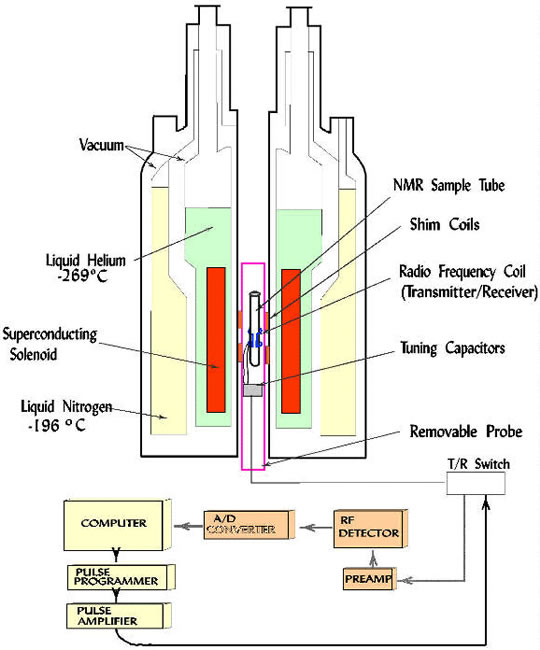 Vacuum
NMR Sample Tube
Shim Coils
Liquid Helium
-269°C
Radio Frequency Coil
(Transmitter/Receiver)
Superconducting
Solenoid
Tuning Capacitors
Liquid Nitrogen
-196 °C
Removable Probe
T/R Switch
COMPUTER
A/D
CONVERTER
RF
DETECTOR
PULSE
PROGRAMMER
PREAMP
PULSE
AMPLIFIER